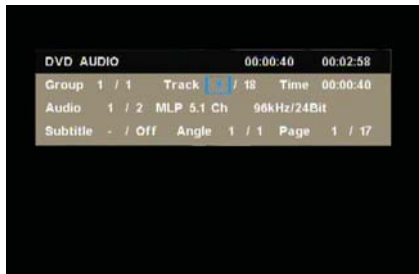 DVD AUDIO 00:00:40 00:02:58
Group 1 / 1 Track / 18 Time 00:00:40
Audio 1 / 2 MLP 5.1 Ch 96kHz/24Bit
Subtitle - / Off Angle 1 / 1 Page 1 / 17